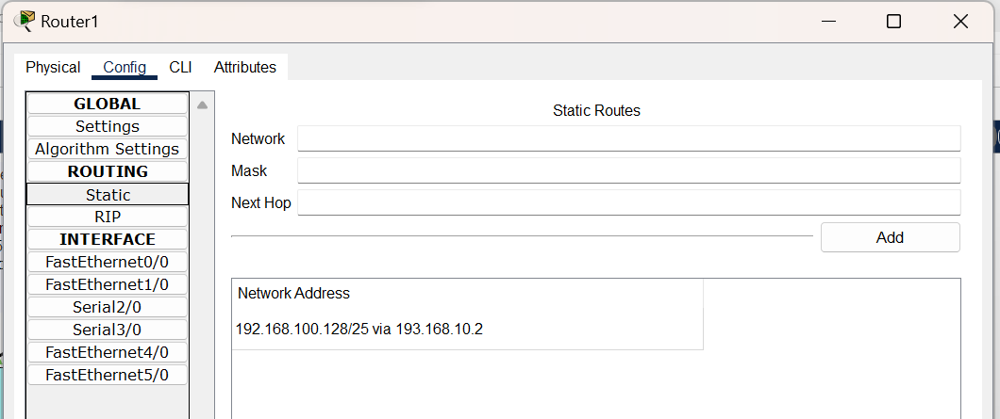 Router1
Physical Config CLI Attributes
GLOBAL
Settings
Algorithm Settings
ROUTING
Static
RIP
INTERFACE
FastEthernet0/0
FastEthernet1/0
Serial2/0
Serial3/0
FastEthernet4/0
FastEthernet5/0
Static Routes
Network
Mask
Next Hop
Add
Network Address
192.168.100.128/25 via 193.168.10.2